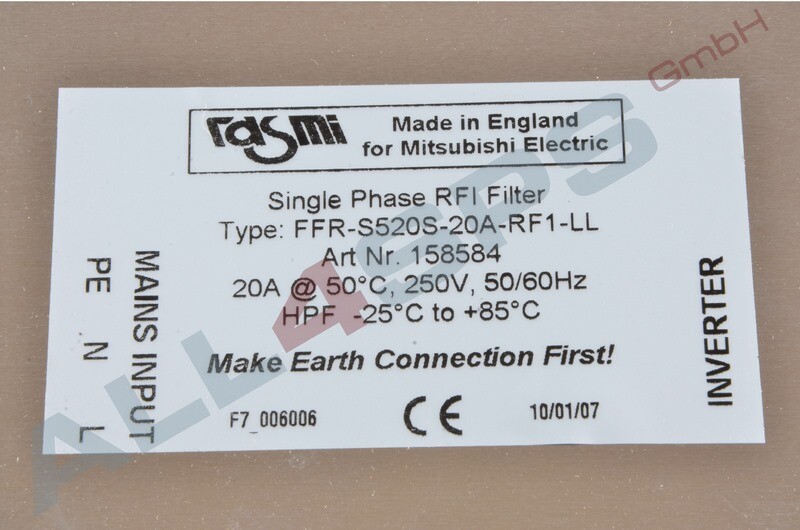 rasmi
Made in England
for Mitsubishi Electric
Single Phase RFI Filter
Type: FFR-S520S-20A-RF1-LL
Art Nr. 158584
20A @ 50°C, 250V, 50/60Hz
HPF -25°C to +85°C
Make Earth Connection First!
F7_006006
CE
10/01/07
MAINS INPUT
PE N L
INVERTER
ALL4SPS GmbH